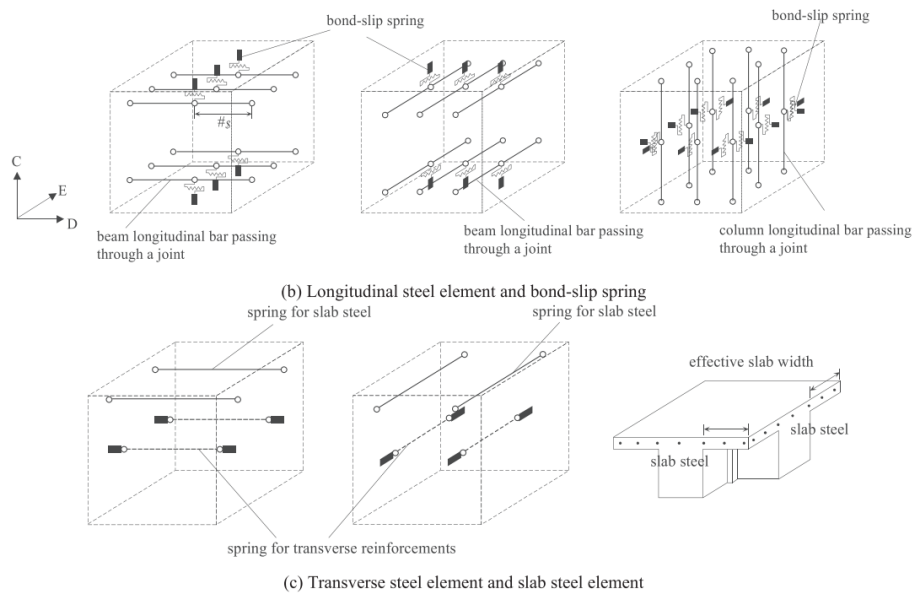 bond-slip spring
bond-slip spring
#s
C
E
D
beam longitudinal bar passing
through a joint
beam longitudinal bar passing
through a joint
column longitudinal bar passing
through a joint
(b) Longitudinal steel element and bond-slip spring
spring for slab steel
spring for slab steel
effective slab width
slab steel
slab steel
spring for transverse reinforcements
(c) Transverse steel element and slab steel element